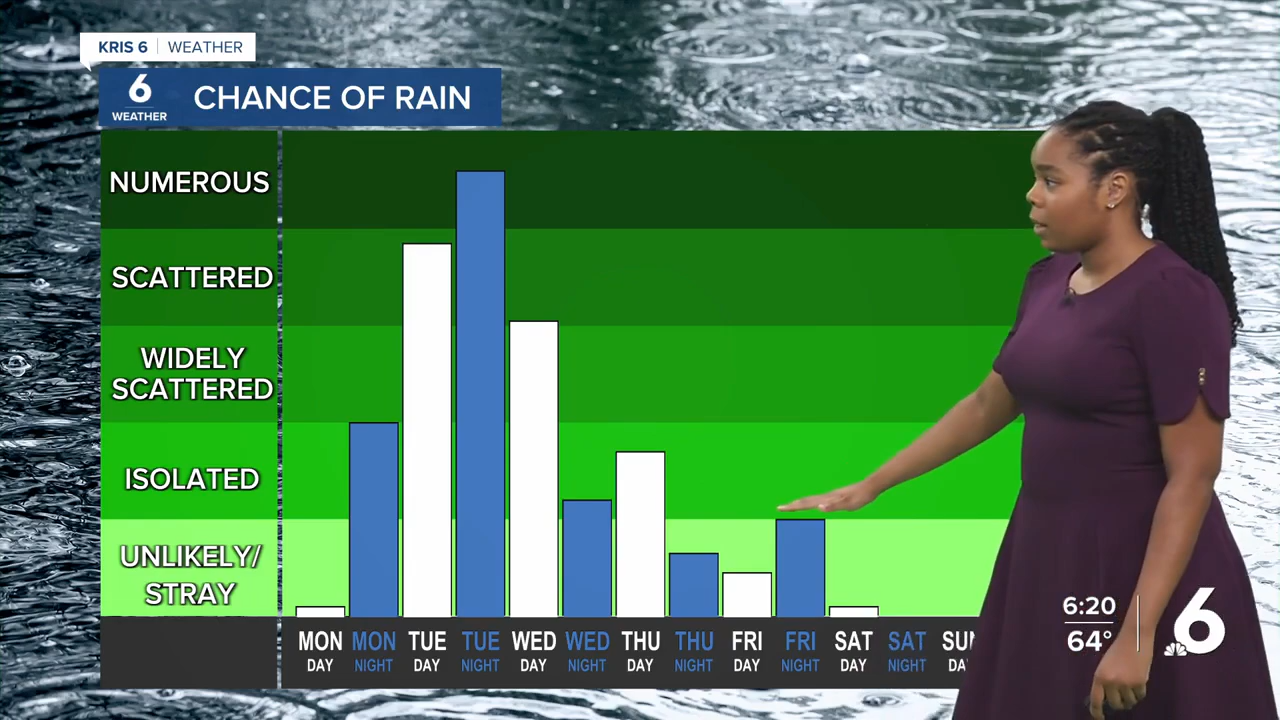 KRIS 6 | WEATHER
6
WEATHER
CHANCE OF RAIN
NUMEROUS
SCATTERED
WIDELY
SCATTERED
ISOLATED
UNLIKELY/
STRAY
MON MON TUE TUE WED WED THU THU FRI FRI SAT SAT SUN
DAY NIGHT DAY NIGHT DAY NIGHT DAY NIGHT DAY NIGHT DAY NIGHT DA
6:20
64°
6